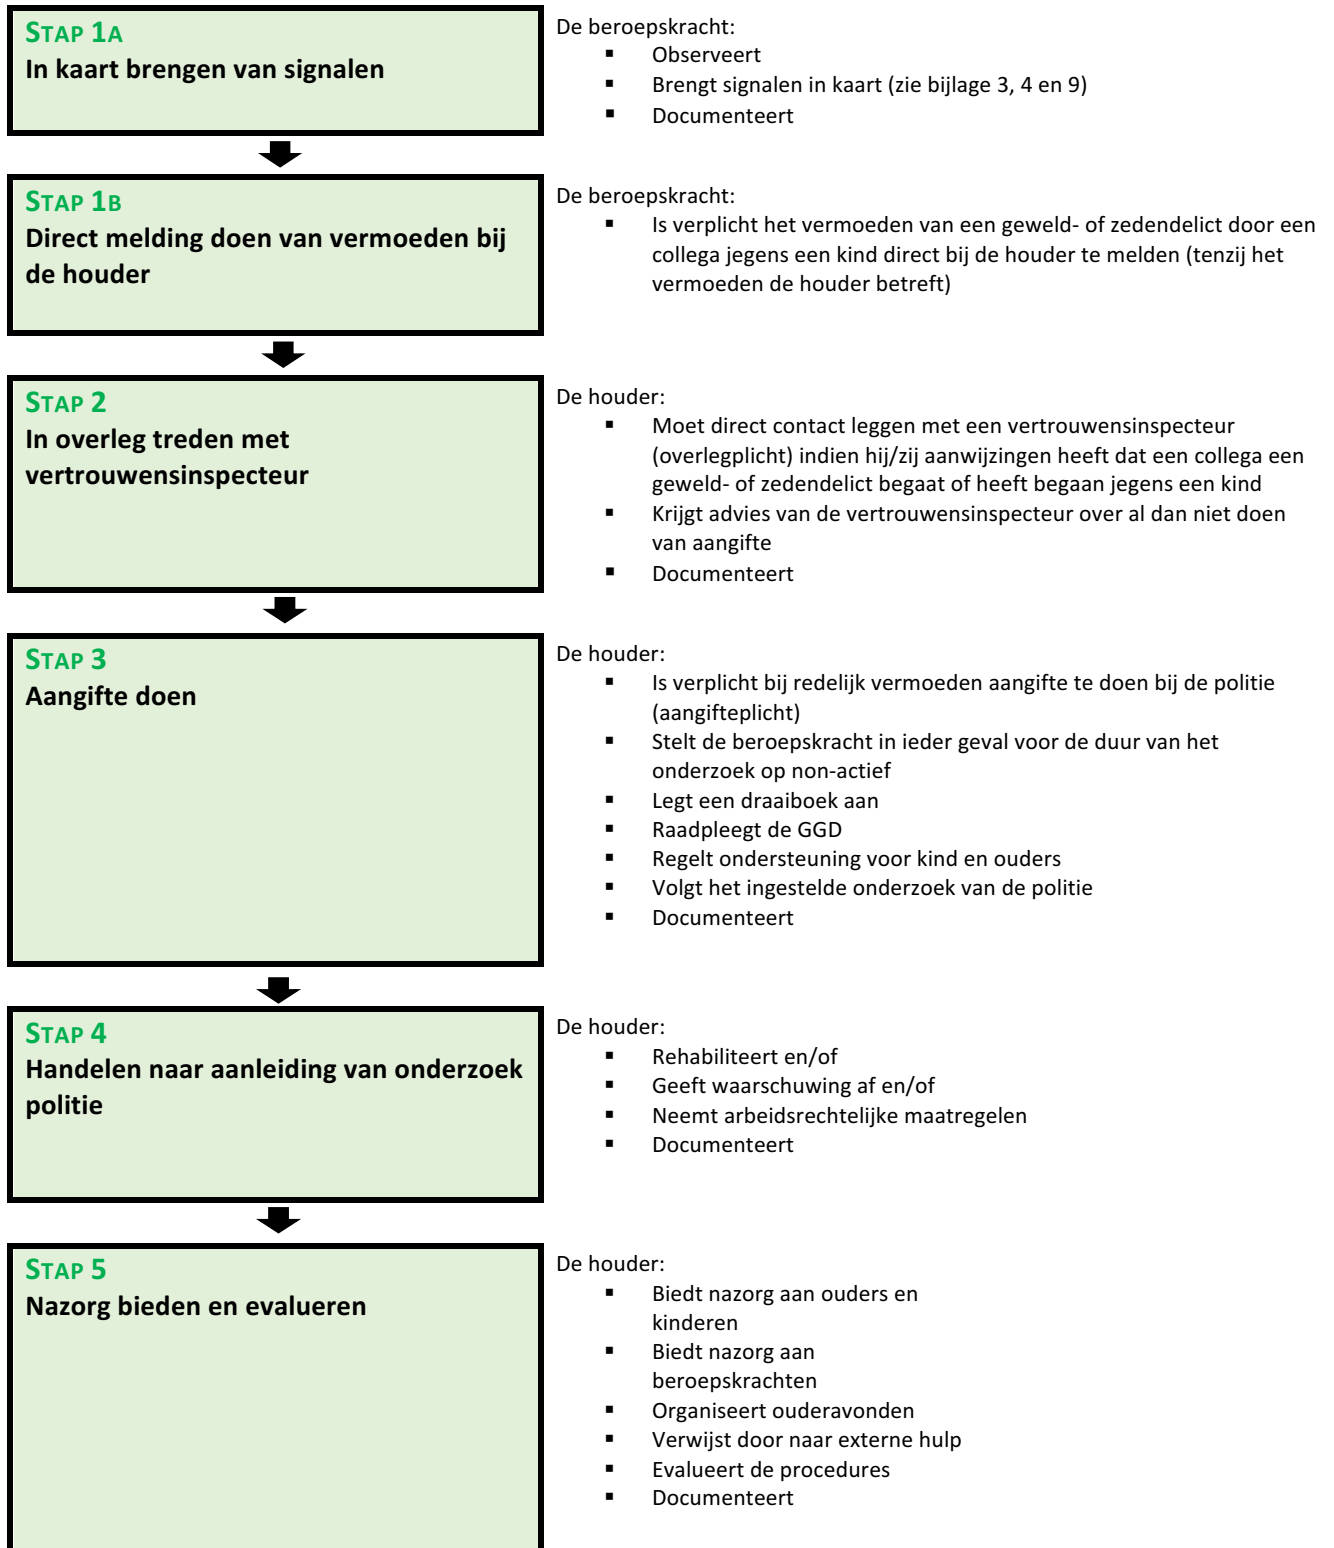 STAP 1A
In kaart brengen van signalen
De beroepskracht:
▪ Observeert
▪ Brengt signalen in kaart (zie bijlage 3, 4 en 9)
▪ Documenteert
STAP 1B
Direct melding doen van vermoeden bij
de houder
De beroepskracht:
▪ Is verplicht het vermoeden van een geweld- of zedendelict door een
collega jegens een kind direct bij de houder te melden (tenzij het
vermoeden de houder betreft)
STAP 2
In overleg treden met
vertrouwensinspecteur
De houder:
▪ Moet direct contact leggen met een vertrouwensinspecteur
(overlegplicht) indien hij/zij aanwijzingen heeft dat een collega een
geweld- of zedendelict begaat of heeft begaan jegens een kind
▪ Krijgt advies van de vertrouwensinspecteur over al dan niet doen
van aangifte
▪ Documenteert
STAP 3
Aangifte doen
De houder:
▪ Is verplicht bij redelijk vermoeden aangifte te doen bij de politie
(aangifteplicht)
▪ Stelt de beroepskracht in ieder geval voor de duur van het
onderzoek op non-actief
▪ Legt een draaiboek aan
▪ Raadpleegt de GGD
▪ Regelt ondersteuning voor kind en ouders
▪ Volgt het ingestelde onderzoek van de politie
▪ Documenteert
STAP 4
Handelen naar aanleiding van onderzoek
politie
De houder:
▪ Rehabiliteert en/of
▪ Geeft waarschuwing af en/of
▪ Neemt arbeidsrechtelijke maatregelen
▪ Documenteert
STAP 5
Nazorg bieden en evalueren
De houder:
▪ Biedt nazorg aan ouders en
kinderen
▪ Biedt nazorg aan
beroepskrachten
▪ Organiseert ouderavonden
▪ Verwijst door naar externe hulp
▪ Evalueert de procedures
▪ Documenteert